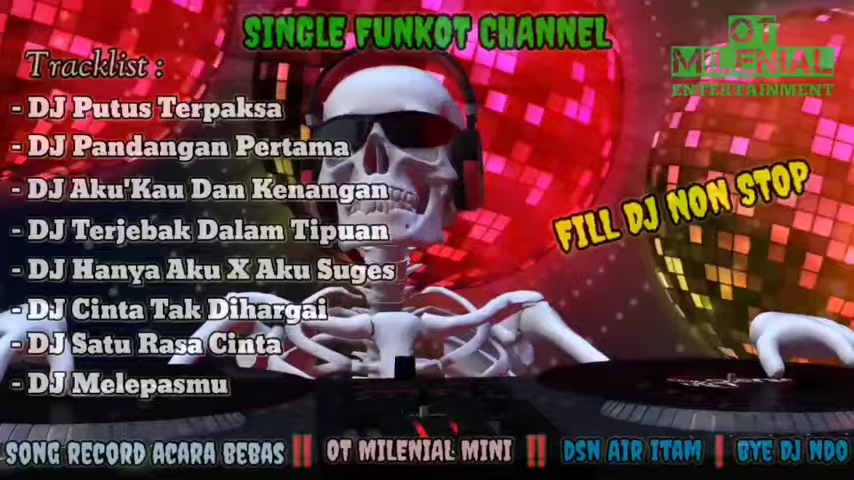 SINGLE FUNKOT CHANNEL
OT
MILENIAL
ENTERTAINMENT
Tracklist :
- DJ Putus Terpaksa
- DJ Pandangan Pertama
- DJ Aku'Kau Dan Kenangan
- DJ Terjebak Dalam Tipuan
- DJ Hanya Aku X Aku Suges
- DJ Cinta Tak Dihargai
- DJ Satu Rasa Cinta
- DJ Melepasmu
FILL DJ NON STOP
SONG RECORD ACARA BEBAS‼️ OT MILENIAL MINI ‼️ DSN AIR ITAM❗BYE DJ NDO